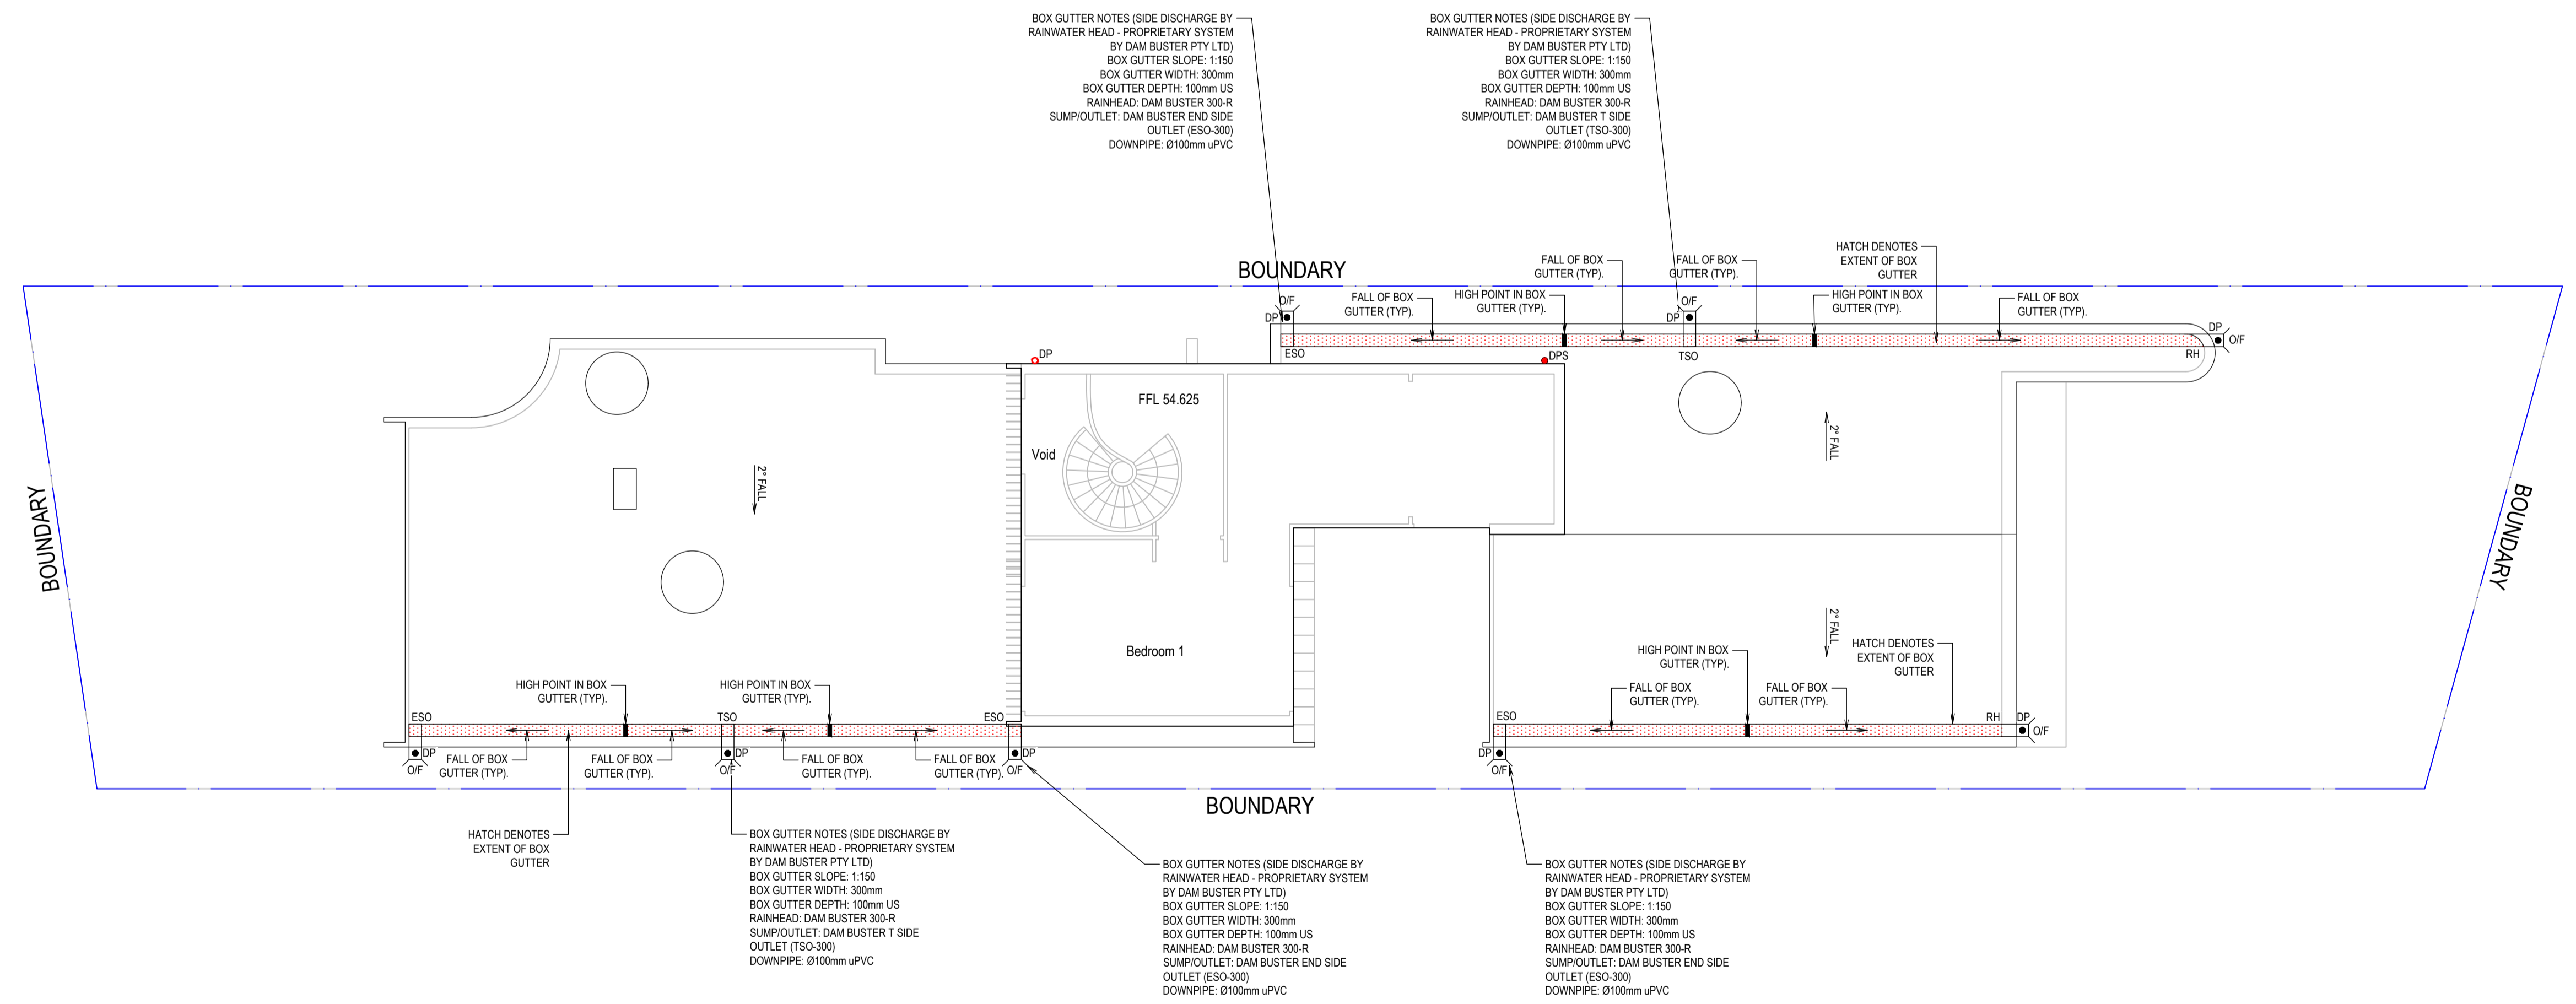 BOX GUTTER NOTES (SIDE DISCHARGE BY
RAINWATER HEAD - PROPRIETARY SYSTEM
BY DAM BUSTER PTY LTD)
BOX GUTTER SLOPE: 1:150
BOX GUTTER WIDTH: 300mm
BOX GUTTER DEPTH: 100mm US
RAINHEAD: DAM BUSTER 300-R
SUMP/OUTLET: DAM BUSTER END SIDE
OUTLET (ESO-300)
DOWNPIPE: Ø100mm uPVC
BOX GUTTER NOTES (SIDE DISCHARGE BY
RAINWATER HEAD - PROPRIETARY SYSTEM
BY DAM BUSTER PTY LTD)
BOX GUTTER SLOPE: 1:150
BOX GUTTER WIDTH: 300mm
BOX GUTTER DEPTH: 100mm US
RAINHEAD: DAM BUSTER 300-R
SUMP/OUTLET: DAM BUSTER T SIDE
OUTLET (TSO-300)
DOWNPIPE: Ø100mm uPVC
BOUNDARY
FALL OF BOX
GUTTER (TYP).
FALL OF BOX
GUTTER (TYP).
HATCH DENOTES
EXTENT OF BOX
GUTTER
O/F
FALL OF BOX
GUTTER (TYP).
HIGH POINT IN BOX
GUTTER (TYP).
O/F
HIGH POINT IN BOX
GUTTER (TYP).
FALL OF BOX
GUTTER (TYP).
DP
DP
DP
O/F
DP
ESO
DPS
TSO
RH
FFL 54.625
Void
2° FALL
2° FALL
BOUNDARY
BOUNDARY
Bedroom 1
2° FALL
HIGH POINT IN BOX
GUTTER (TYP).
HATCH DENOTES
EXTENT OF BOX
GUTTER
HIGH POINT IN BOX
GUTTER (TYP).
HIGH POINT IN BOX
GUTTER (TYP).
FALL OF BOX
GUTTER (TYP).
FALL OF BOX
GUTTER (TYP).
ESO
TSO
ESO
ESO
RH
DP
O/F
DP
DP
DP
DP
FALL OF BOX
GUTTER (TYP).
FALL OF BOX
GUTTER (TYP).
FALL OF BOX
GUTTER (TYP).
FALL OF BOX
GUTTER (TYP).
O/F
O/F
O/F
O/F
BOUNDARY
HATCH DENOTES
EXTENT OF BOX
GUTTER
BOX GUTTER NOTES (SIDE DISCHARGE BY
RAINWATER HEAD - PROPRIETARY SYSTEM
BY DAM BUSTER PTY LTD)
BOX GUTTER SLOPE: 1:150
BOX GUTTER WIDTH: 300mm
BOX GUTTER DEPTH: 100mm US
RAINHEAD: DAM BUSTER 300-R
SUMP/OUTLET: DAM BUSTER T SIDE
OUTLET (TSO-300)
DOWNPIPE: Ø100mm uPVC
BOX GUTTER NOTES (SIDE DISCHARGE BY
RAINWATER HEAD - PROPRIETARY SYSTEM
BY DAM BUSTER PTY LTD)
BOX GUTTER SLOPE: 1:150
BOX GUTTER WIDTH: 300mm
BOX GUTTER DEPTH: 100mm US
RAINHEAD: DAM BUSTER 300-R
SUMP/OUTLET: DAM BUSTER END SIDE
OUTLET (ESO-300)
DOWNPIPE: Ø100mm uPVC
BOX GUTTER NOTES (SIDE DISCHARGE BY
RAINWATER HEAD - PROPRIETARY SYSTEM
BY DAM BUSTER PTY LTD)
BOX GUTTER SLOPE: 1:150
BOX GUTTER WIDTH: 300mm
BOX GUTTER DEPTH: 100mm US
RAINHEAD: DAM BUSTER 300-R
SUMP/OUTLET: DAM BUSTER END SIDE
OUTLET (ESO-300)
DOWNPIPE: Ø100mm uPVC